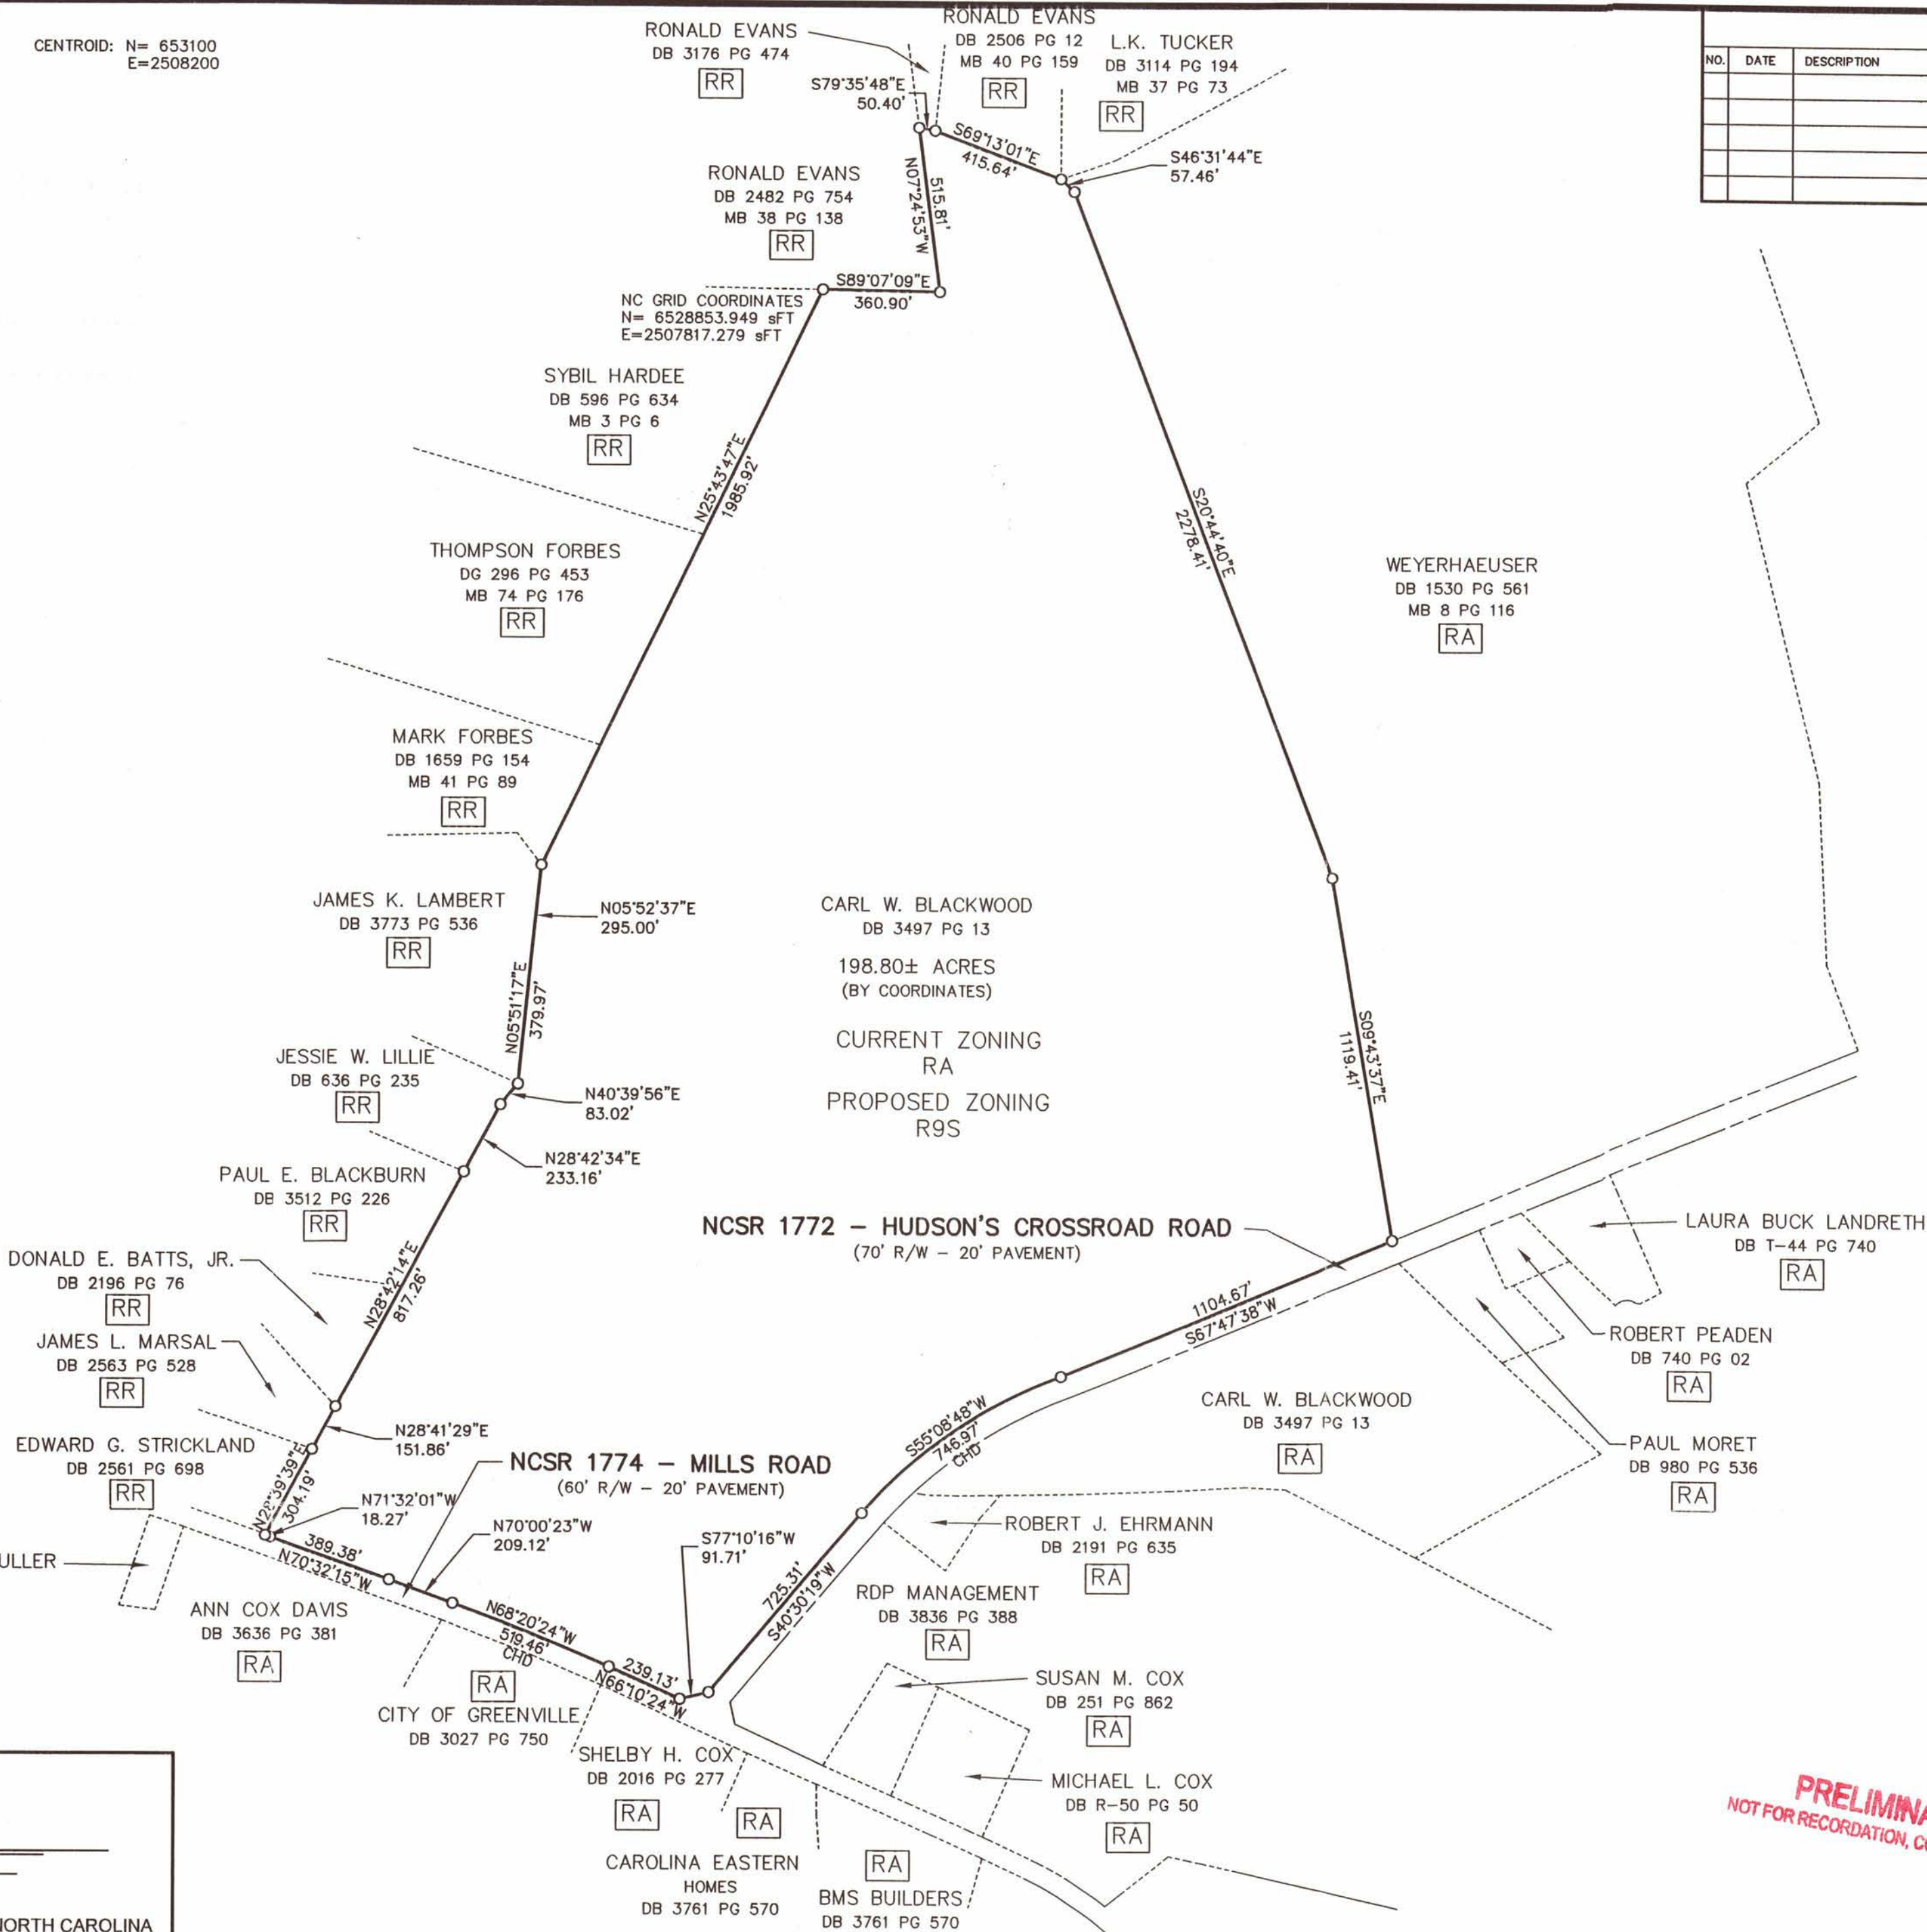 CENTROID: N= 653100
E=2508200
RONALD EVANS
DB 3176 PG 474
RR
RONALD EVANS
DB 2506 PG 12
MB 40 PG 159
RR
L.K. TUCKER
DB 3114 PG 194
MB 37 PG 73
RR
NO. DATE DESCRIPTION
S79°35'48"E
50.40'
S69°13'01"E
415.64'
S46°31'44"E
57.46'
RONALD EVANS
DB 2482 PG 754
MB 38 PG 138
RR
N07°24'53"W
515.81'
S89°07'09"E
360.90'
NC GRID COORDINATES
N= 6528853.949 sFT
E=2507817.279 sFT
SYBIL HARDEE
DB 596 PG 634
MB 3 PG 6
RR
N25°43'47"E
1985.92'
S20°44'40"E
2278.41'
THOMPSON FORBES
DG 296 PG 453
MB 74 PG 176
RR
WEYERHAEUSER
DB 1530 PG 561
MB 8 PG 116
RA
MARK FORBES
DB 1659 PG 154
MB 41 PG 89
RR
JAMES K. LAMBERT
DB 3773 PG 536
RR
N05°52'37"E
295.00'
CARL W. BLACKWOOD
DB 3497 PG 13
198.80± ACRES
(BY COORDINATES)
CURRENT ZONING
RA
PROPOSED ZONING
R9S
N05°51'17"E
379.97'
S09°43'37"E
1119.41'
JESSIE W. LILLIE
DB 636 PG 235
RR
N40°39'56"E
83.02'
N28°42'34"E
233.16'
PAUL E. BLACKBURN
DB 3512 PG 226
RR
NCSR 1772 – HUDSON'S CROSSROAD ROAD
(70' R/W – 20' PAVEMENT)
LAURA BUCK LANDRETH
DB T–44 PG 740
RA
DONALD E. BATTS, JR.
DB 2196 PG 76
RR
N28°42'14"E
817.26'
1104.67'
S67°47'38"W
JAMES L. MARSAL
DB 2563 PG 528
RR
ROBERT PEADEN
DB 740 PG 02
RA
CARL W. BLACKWOOD
DB 3497 PG 13
RA
S55°08'48"W
746.97'
CHD
N28°41'29"E
151.86'
EDWARD G. STRICKLAND
DB 2561 PG 698
RR
NCSR 1774 – MILLS ROAD
(60' R/W – 20' PAVEMENT)
PAUL MORET
DB 980 PG 536
RA
N28°39'39"E
304.19'
N71°32'01"W
18.27'
N70°00'23"W
209.12'
S77°10'16"W
91.71'
ROBERT J. EHRMANN
DB 2191 PG 635
RA
389.38'
N70°32'15"W
ULLER
725.31'
S40°30'19"W
RDP MANAGEMENT
DB 3836 PG 388
RA
ANN COX DAVIS
DB 3636 PG 381
RA
N68°20'24"W
519.46'
CHD
239.13'
N66°10'24"W
RA
CITY OF GREENVILLE
DB 3027 PG 750
SUSAN M. COX
DB 251 PG 862
RA
SHELBY H. COX
DB 2016 PG 277
RA
MICHAEL L. COX
DB R–50 PG 50
RA
RA
CAROLINA EASTERN
HOMES
DB 3761 PG 570
RA
BMS BUILDERS
DB 3761 PG 570
PRELIMINA
NOT FOR RECORDATION, CO
NORTH CAROLINA